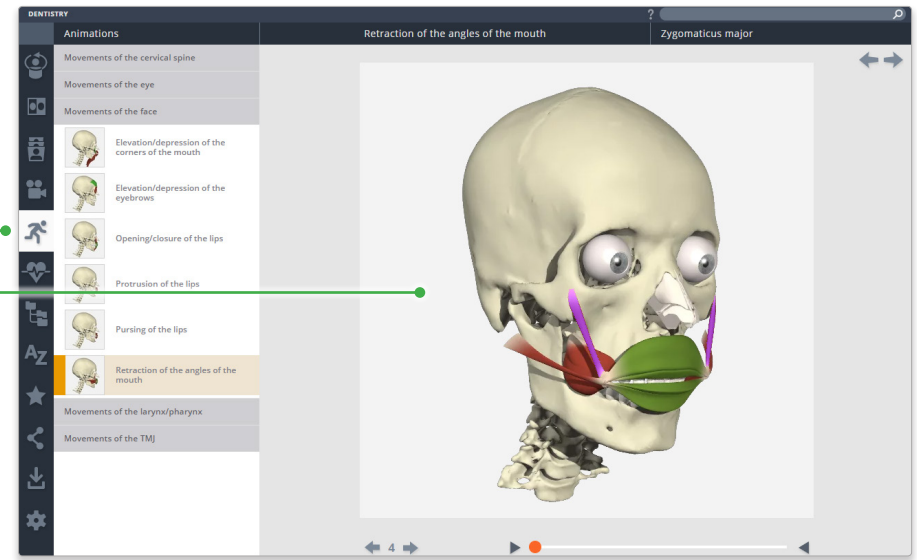 DENTISTRY
?
Animations
Retraction of the angles of the mouth
Zygomaticus major
Movements of the cervical spine
Movements of the eye
Movements of the face
Elevation/depression of the
corners of the mouth
Elevation/depression of the
eyebrows
Opening/closure of the lips
Protrusion of the lips
Pursing of the lips
Retraction of the angles of the
mouth
Movements of the larynx/pharynx
Movements of the TMJ
AZ
4